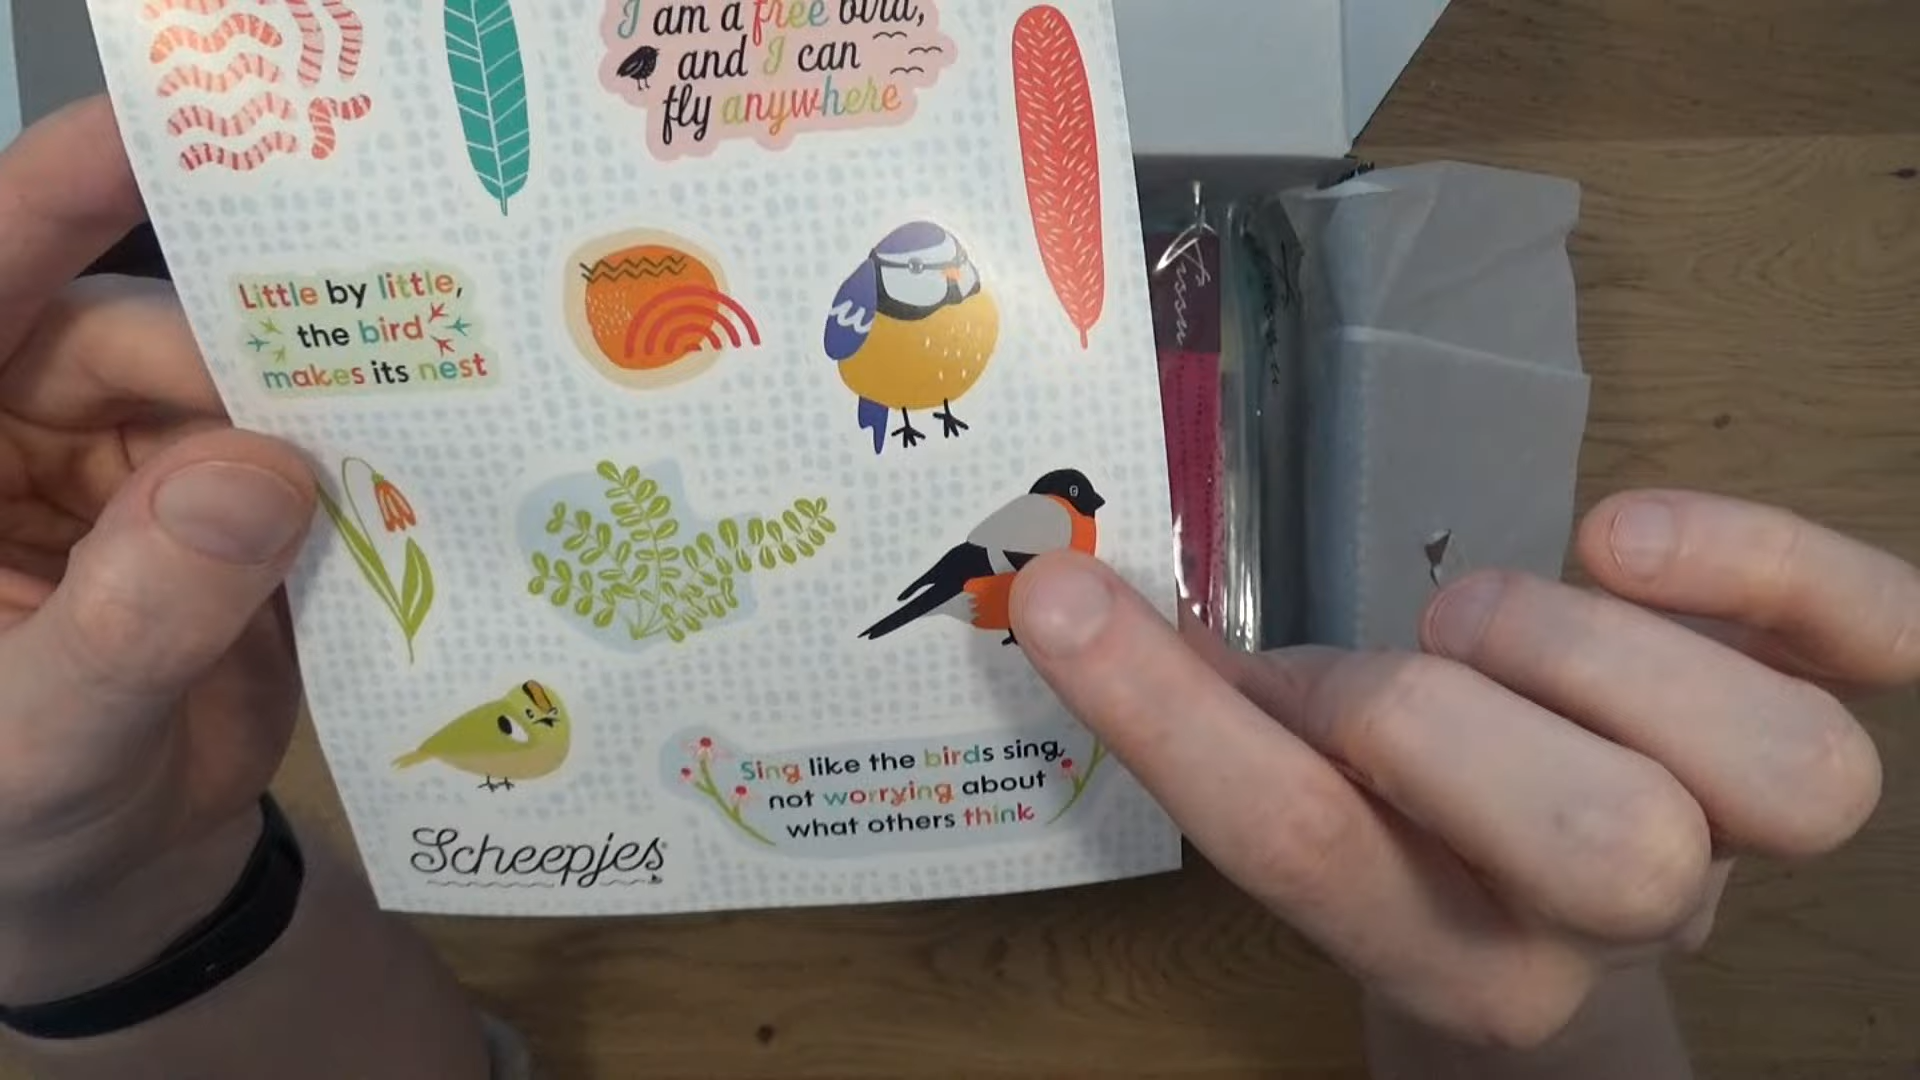 I am a free bird,
and I can
fly anywhere
Little by little,
the bird
makes its nest
Sing like the birds sing,
not worrying about
what others think
Scheepjes